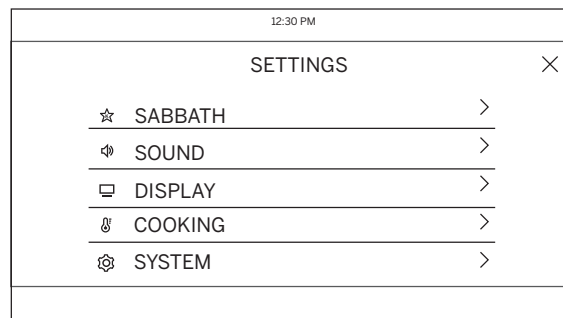 12:30 PM
SETTINGS
SABBATH
SOUND
DISPLAY
COOKING
SYSTEM